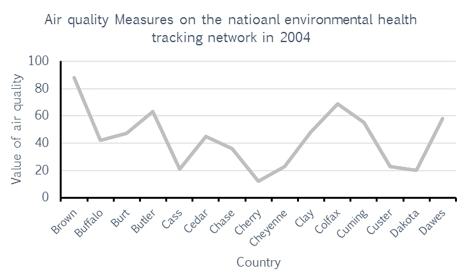 Air quality Measures on the natioanl environmental health
tracking network in 2004
Value of air quality
100
80
60
40
20
0
Brown
Buffalo
Burt
Butler
Cass
Cedar
Chase
Cherry
Cheyenne
Clay
Colfax
Cuming
Custer
Dakota
Dawes
Country